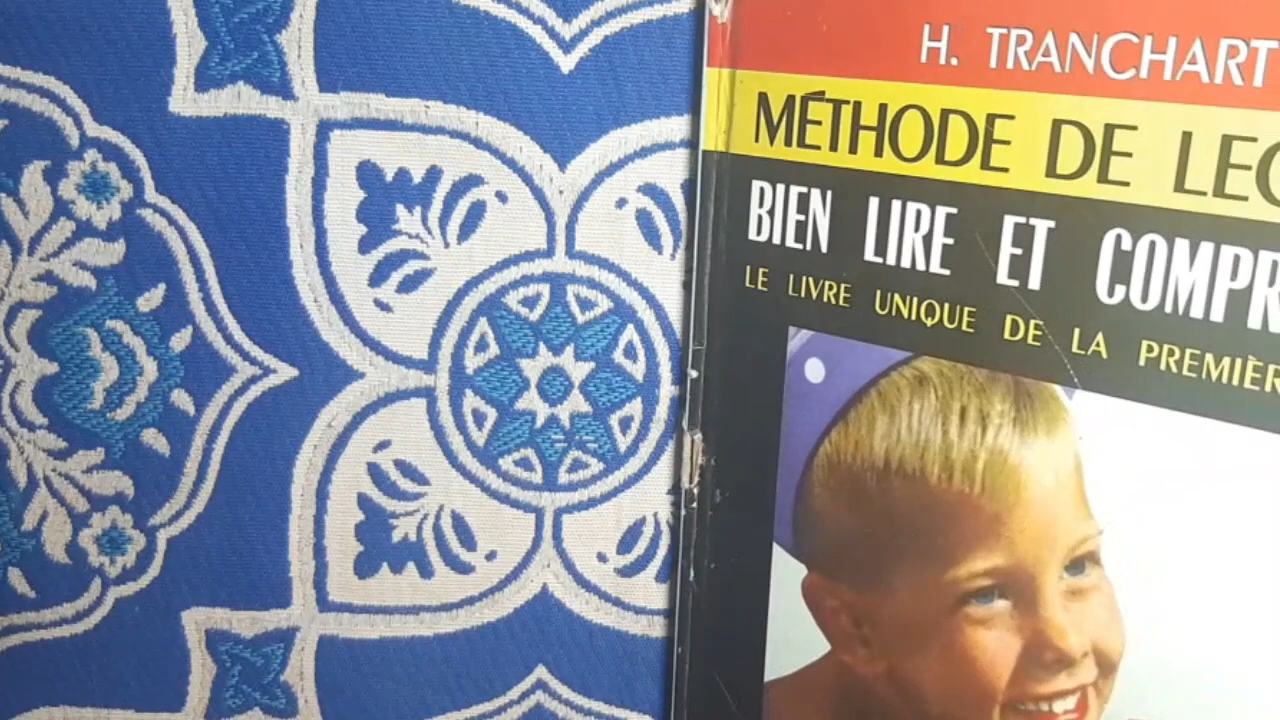 H. TRANCHART
MÉTHODE DE LEC
BIEN LIRE ET COMPR
LE LIVRE UNIQUE DE LA PREMIÈR